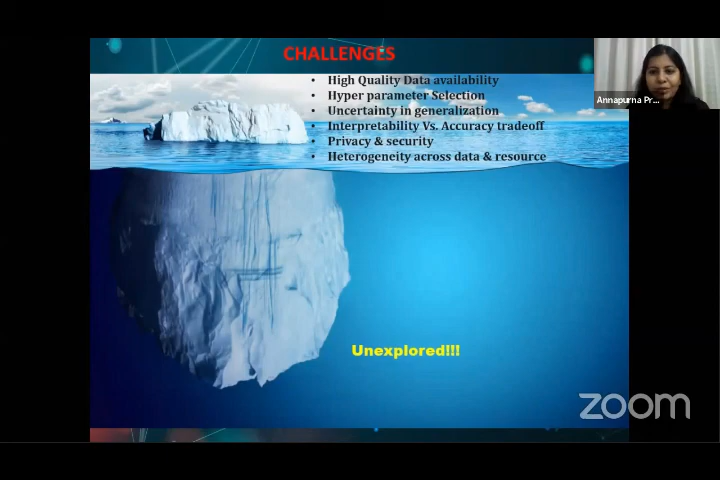 CHALLENGES
• High Quality Data availability
• Hyper parameter Selection
• Uncertainty in generalization
• Interpretability Vs. Accuracy tradeoff
• Privacy & security
• Heterogeneity across data & resource
Annapurna Pr...
Unexplored!!!
zoom